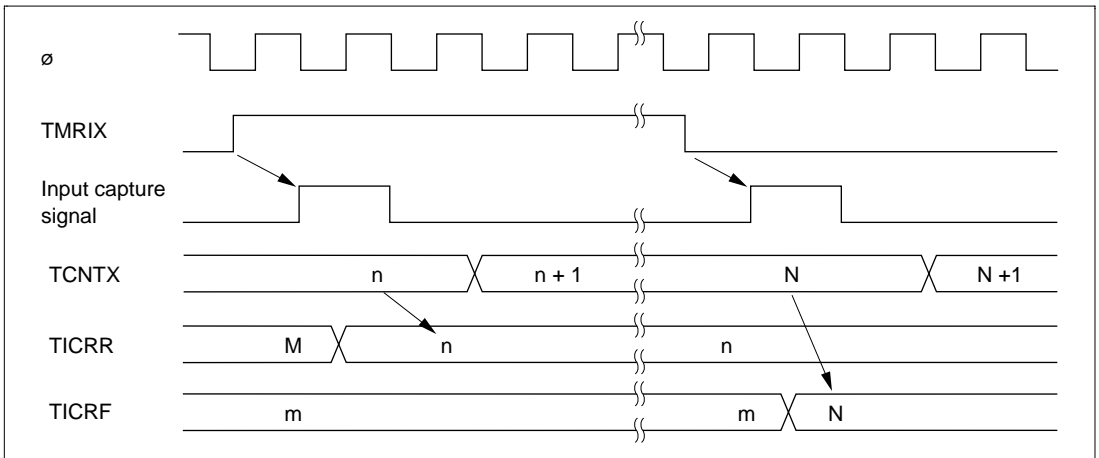 ø
TMRIX
Input capture
signal
TCNTX n n + 1 N N +1
TICRR M n n
TICRF m m N